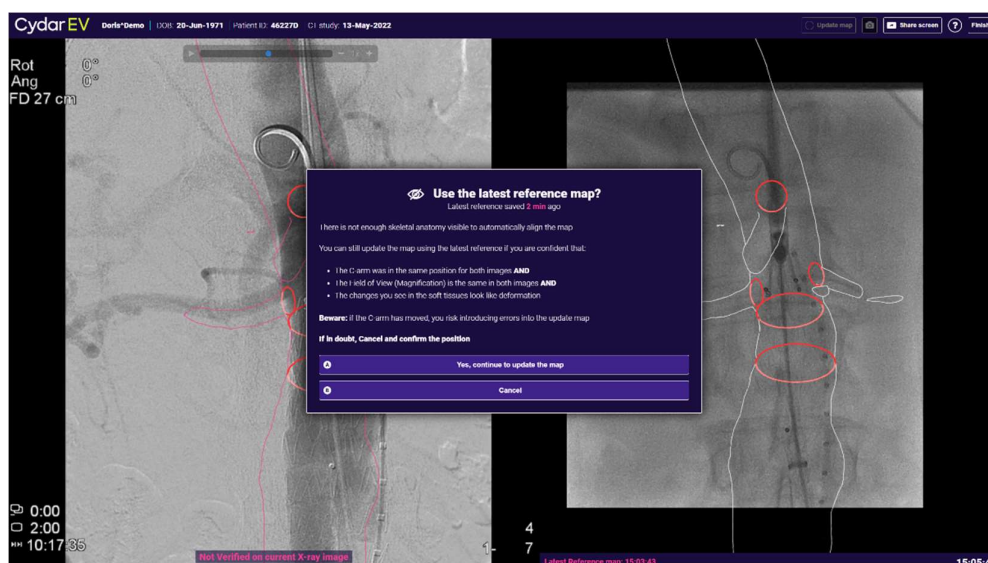 CydarEV Doris^Demo | DOB: 20-Jun-1971 | Patient ID: 46227D CT study: 13-May-2022 Update map Share screen ? Finish
Rot 0°
Ang 0°
FD 27 cm
Use the latest reference map?
Latest reference saved 2 min ago
There is not enough skeletal anatomy visible to automatically align the map
You can still update the map using the latest reference if you are confident that:
• The C-arm was in the same position for both images AND
• The Field of View (Magnification) is the same in both images AND
• The changes you see in the soft tissues look like deformation
Beware: if the C-arm has moved, you risk introducing errors into the update map
If in doubt, Cancel and confirm the position
A Yes, continue to update the map
B Cancel
0:00
2:00
10:17:35
4
1- 7
Not Verified on current X-ray image
Latest Reference map: 15:03:43
15:05:4